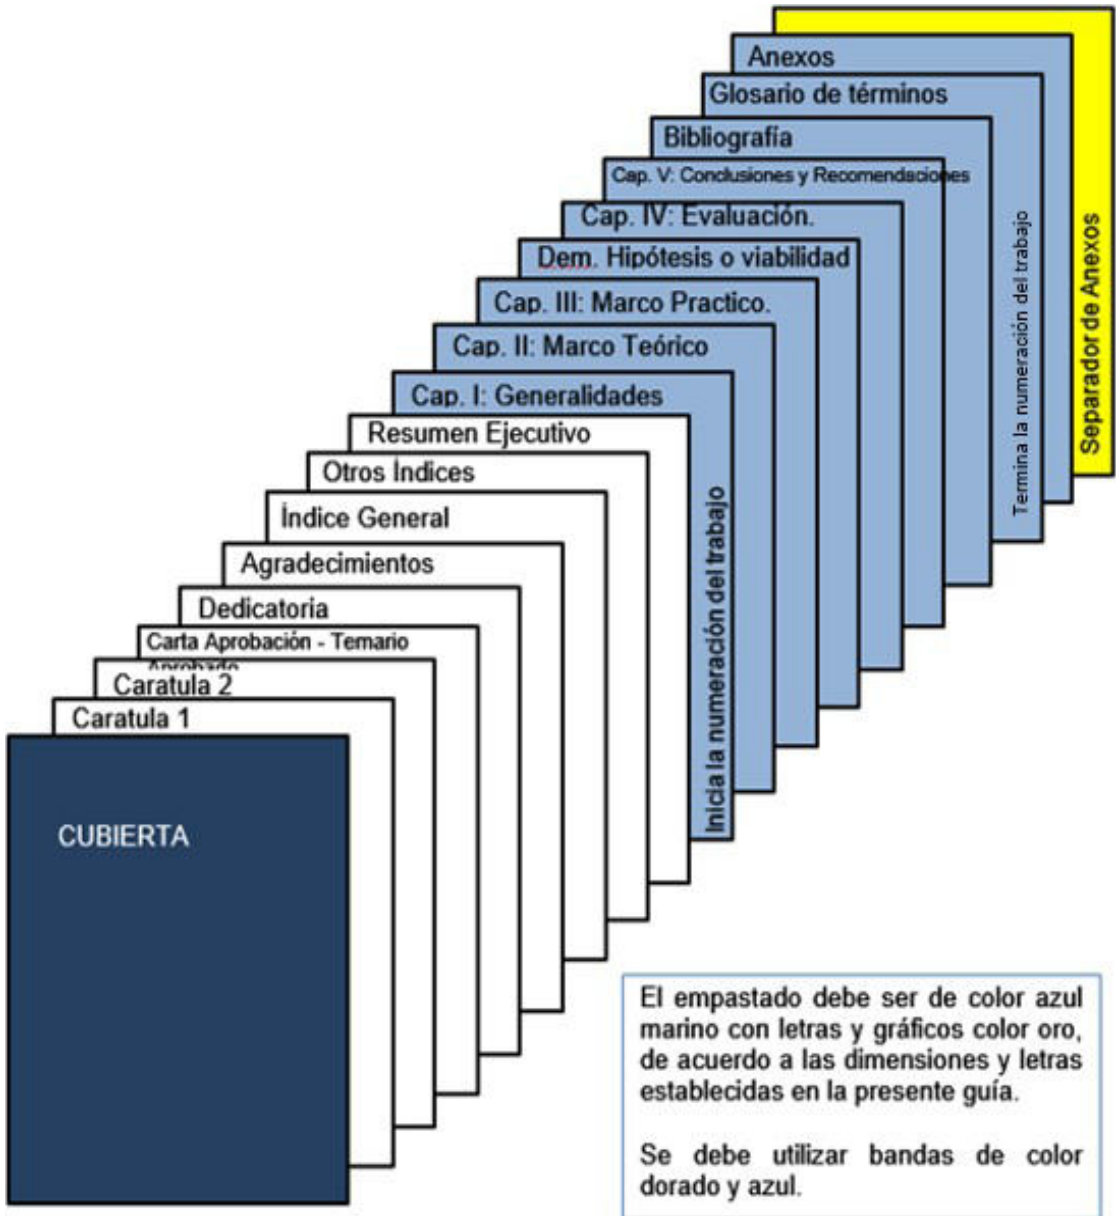 Anexos
Glosario de términos
Bibliografía
Cap. V: Conclusiones y Recomendaciones
Cap. IV: Evaluación.
Dem. Hipótesis o viabilidad
Cap. III: Marco Practico.
Cap. II: Marco Teórico
Cap. I: Generalidades
Resumen Ejecutivo
Otros Índices
Índice General
Agradecimientos
Dedicatoria
Carta Aprobación - Temario
Aprobado
Caratula 2
Caratula 1
CUBIERTA
Inicia la numeración del trabajo
Termina la numeración del trabajo
Separador de Anexos
El empastado debe ser de color azul
marino con letras y gráficos color oro,
de acuerdo a las dimensiones y letras
establecidas en la presente guía.
Se debe utilizar bandas de color
dorado y azul.